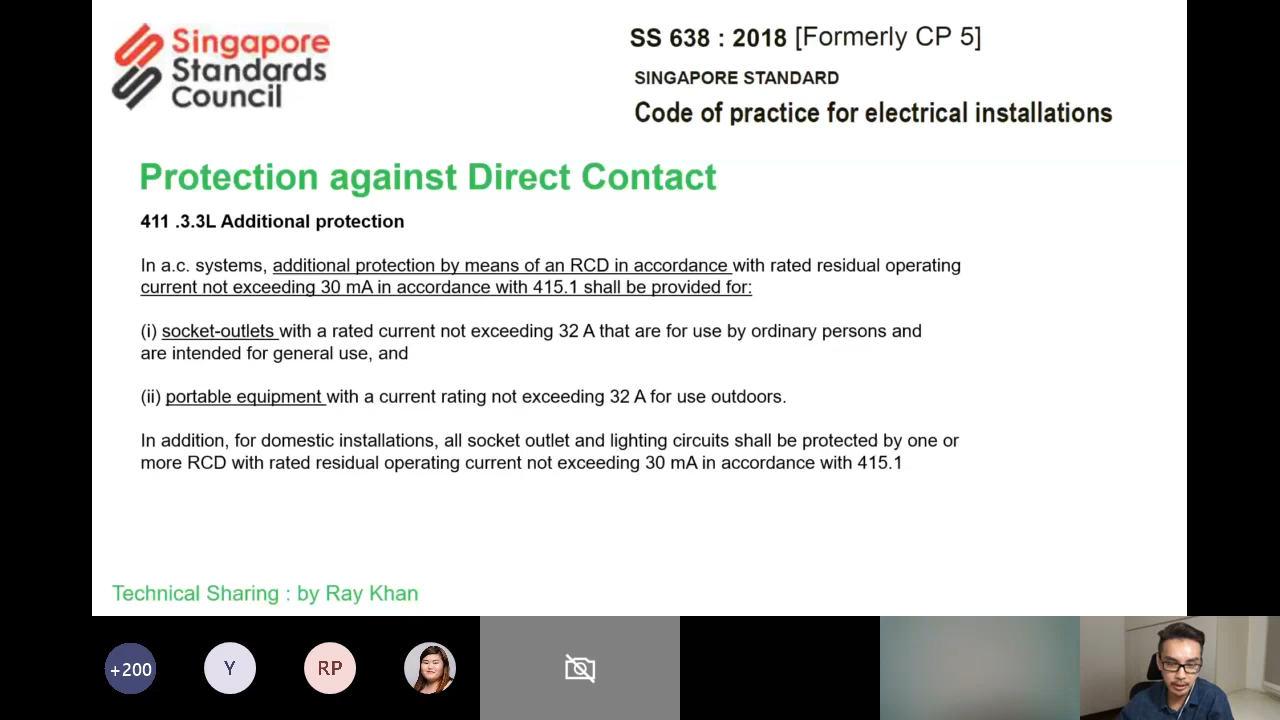 Singapore
Standards
Council
SS 638 : 2018 [Formerly CP 5]
SINGAPORE STANDARD
Code of practice for electrical installations
Protection against Direct Contact
411 .3.3L Additional protection
In a.c. systems, additional protection by means of an RCD in accordance with rated residual operating
current not exceeding 30 mA in accordance with 415.1 shall be provided for:
(i) socket-outlets with a rated current not exceeding 32 A that are for use by ordinary persons and
are intended for general use, and
(ii) portable equipment with a current rating not exceeding 32 A for use outdoors.
In addition, for domestic installations, all socket outlet and lighting circuits shall be protected by one or
more RCD with rated residual operating current not exceeding 30 mA in accordance with 415.1
Technical Sharing : by Ray Khan
+200
Y
RP